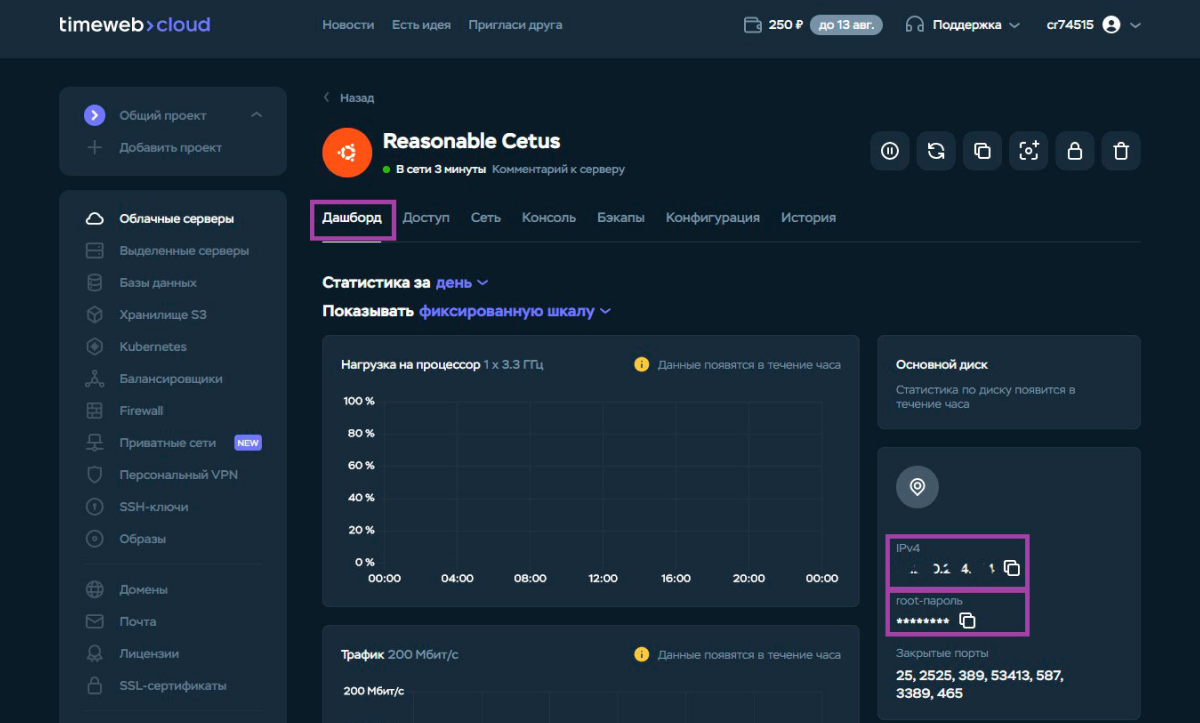 timeweb>cloud
Новости Есть идея Пригласи друга
250 ₽ до 13 авг. Поддержка cr74515
Общий проект
Добавить проект
Облачные серверы
Выделенные серверы
Базы данных
Хранилище S3
Kubernetes
Балансировщики
Firewall
Приватные сети NEW
Персональный VPN
SSH-ключи
Образы
Домены
Почта
Лицензии
SSL-сертификаты
Назад
Reasonable Cetus
В сети 3 минуты Комментарий к серверу
Дашборд Доступ Сеть Консоль Бэкапы Конфигурация История
Статистика за день
Показывать фиксированную шкалу
Нагрузка на процессор 1 x 3.3 ГГц
Данные появятся в течение часа
100 %
80 %
60 %
40 %
20 %
0 %
00:00 04:00 08:00 12:00 16:00 20:00 00:00
Трафик 200 Мбит/с
Данные появятся в течение часа
200 Мбит/с
Основной диск
Статистика по диску появится в
течение часа
IPv4
root-пароль
********
Закрытые порты
25, 2525, 389, 53413, 587,
3389, 465